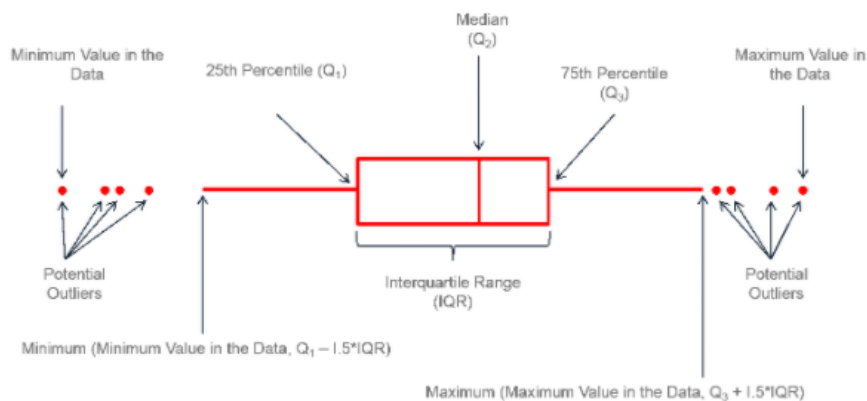 Minimum Value in the
Data
25th Percentile (Q₁)
Median
(Q₂)
75th Percentile
(Q₃)
Maximum Value in
the Data
Potential
Outliers
Interquartile Range
(IQR)
Potential
Outliers
Minimum (Minimum Value in the Data, Q₁ – I.5*IQR)
Maximum (Maximum Value in the Data, Q₃ + I.5*IQR)